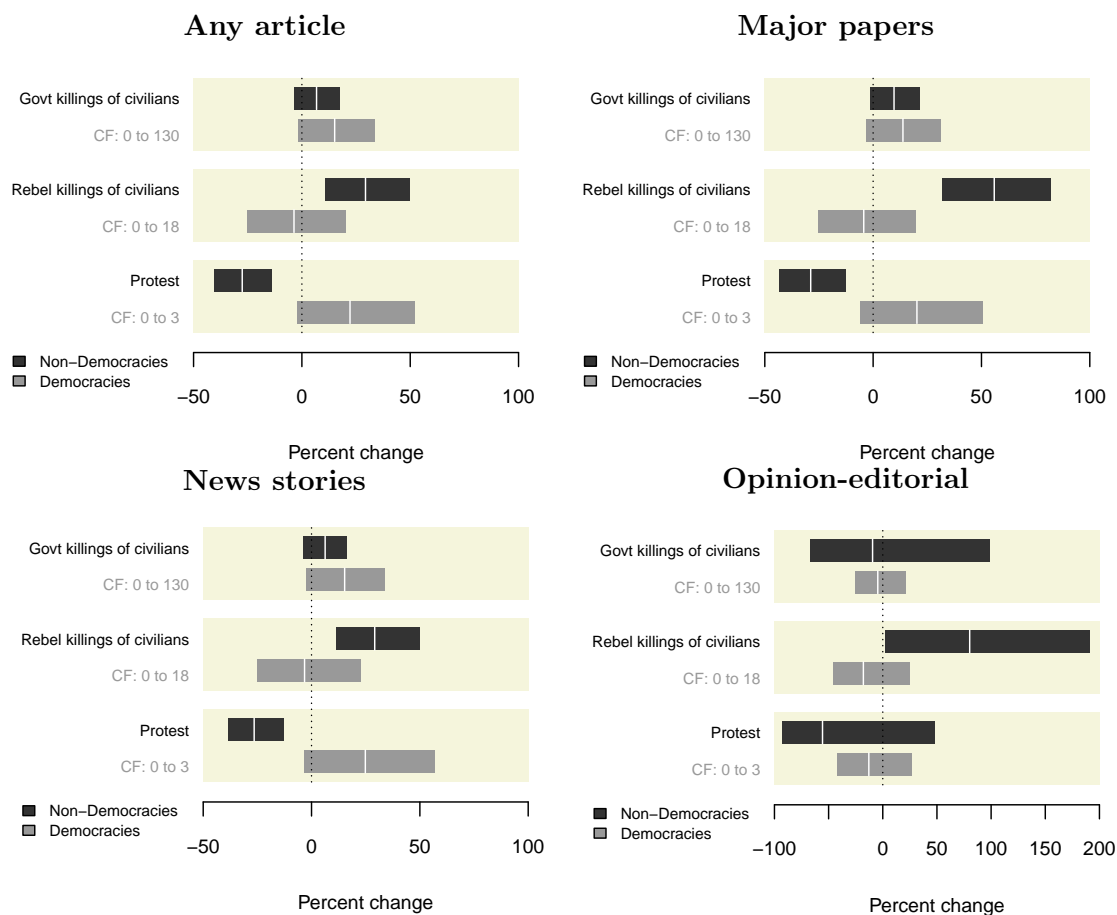 Any article
Govt killings of civilians
CF: 0 to 130
Rebel killings of civilians
CF: 0 to 18
Protest
CF: 0 to 3
Non−Democracies
Democracies
−50 0 50 100
Percent change
Major papers
Govt killings of civilians
CF: 0 to 130
Rebel killings of civilians
CF: 0 to 18
Protest
CF: 0 to 3
Non−Democracies
Democracies
−50 0 50 100
Percent change
News stories
Govt killings of civilians
CF: 0 to 130
Rebel killings of civilians
CF: 0 to 18
Protest
CF: 0 to 3
Non−Democracies
Democracies
−50 0 50 100
Percent change
Opinion-editorial
Govt killings of civilians
CF: 0 to 130
Rebel killings of civilians
CF: 0 to 18
Protest
CF: 0 to 3
Non−Democracies
Democracies
−100 0 50 100 150 200
Percent change